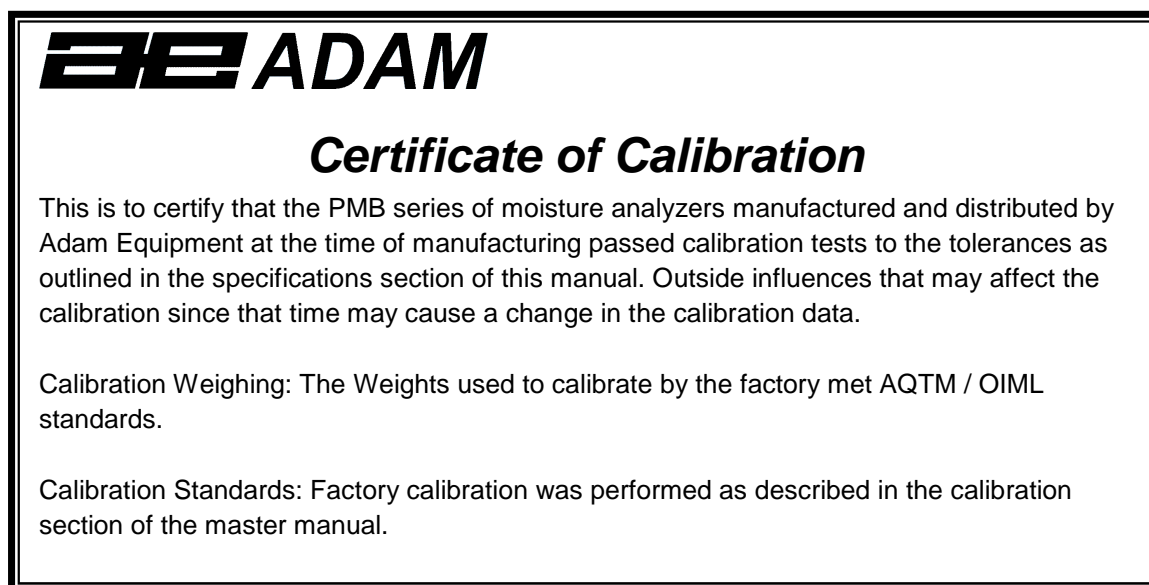 ae ADAM
Certificate of Calibration
This is to certify that the PMB series of moisture analyzers manufactured and distributed by
Adam Equipment at the time of manufacturing passed calibration tests to the tolerances as
outlined in the specifications section of this manual. Outside influences that may affect the
calibration since that time may cause a change in the calibration data.
Calibration Weighing: The Weights used to calibrate by the factory met AQTM / OIML
standards.
Calibration Standards: Factory calibration was performed as described in the calibration
section of the master manual.